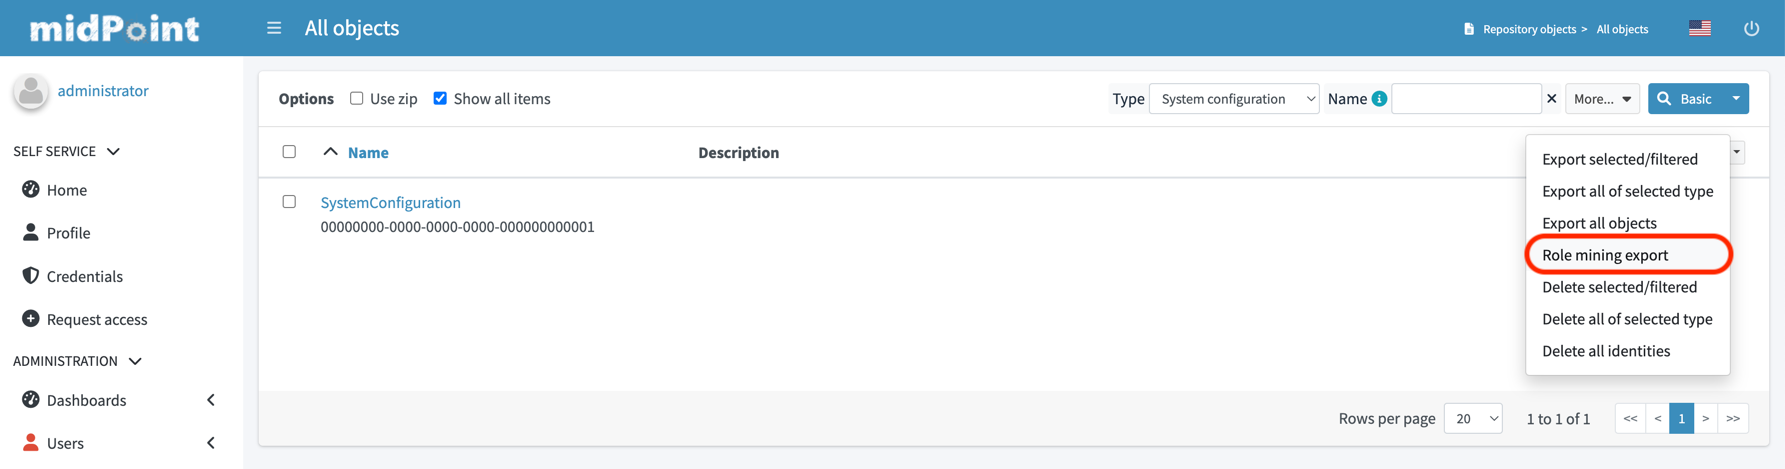 midPoint
All objects
Repository objects > All objects
administrator
SELF SERVICE
Home
Profile
Credentials
Request access
ADMINISTRATION
Dashboards
Users
Options Use zip Show all items
Type System configuration Name More... Basic
Name Description
SystemConfiguration
00000000-0000-0000-0000-000000000001
Export selected/filtered
Export all of selected type
Export all objects
Role mining export
Delete selected/filtered
Delete all of selected type
Delete all identities
Rows per page 20 1 to 1 of 1 << < 1 > >>